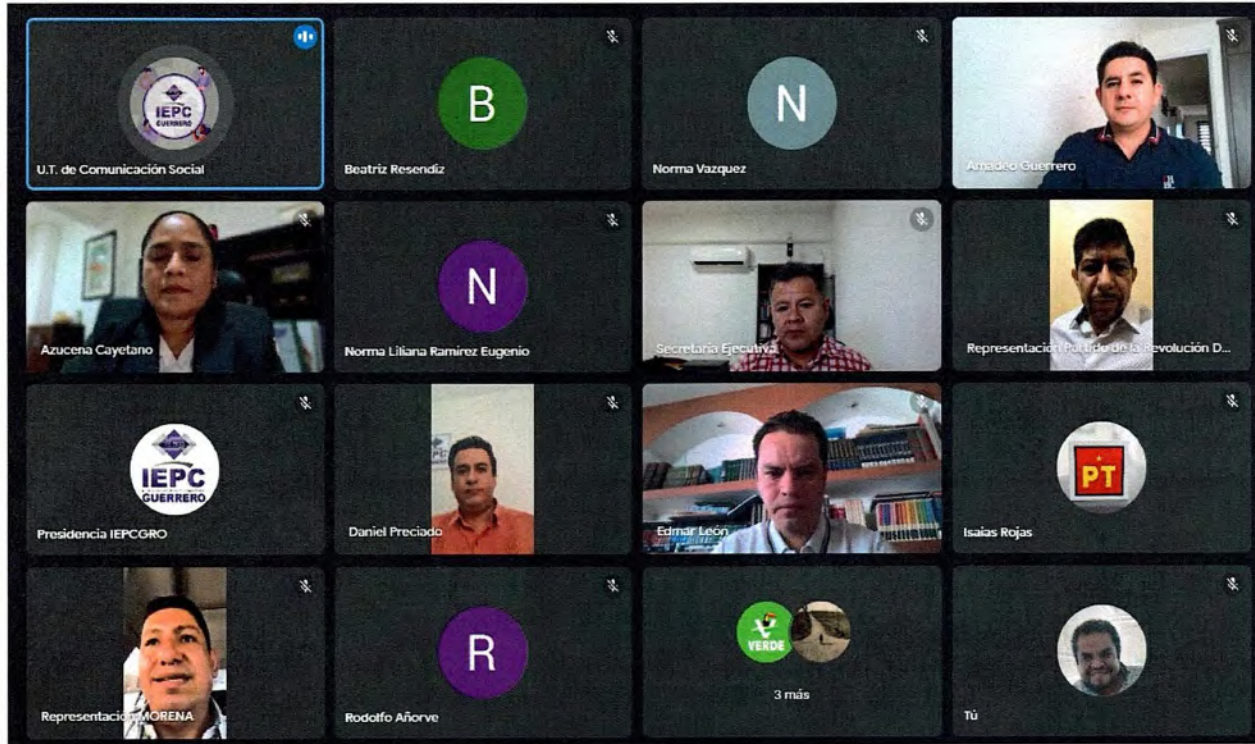 IEPC
GUERRERO
U.T. de Comunicación Social
B
Beatriz Resendiz
N
Norma Vazquez
Amadeo Guerrero
Azucena Cayetano
N
Norma Liliana Ramirez Eugenio
Secretaría Ejecutiva
Representación Partido de la Revolución D...
IEPC
GUERRERO
Presidencia IEPCGRO
IEPC
Daniel Preciado
Edmar León
PT
Isaías Rojas
Representación MORENA
R
Rodolfo Añorve
VERDE
3 más
Tú